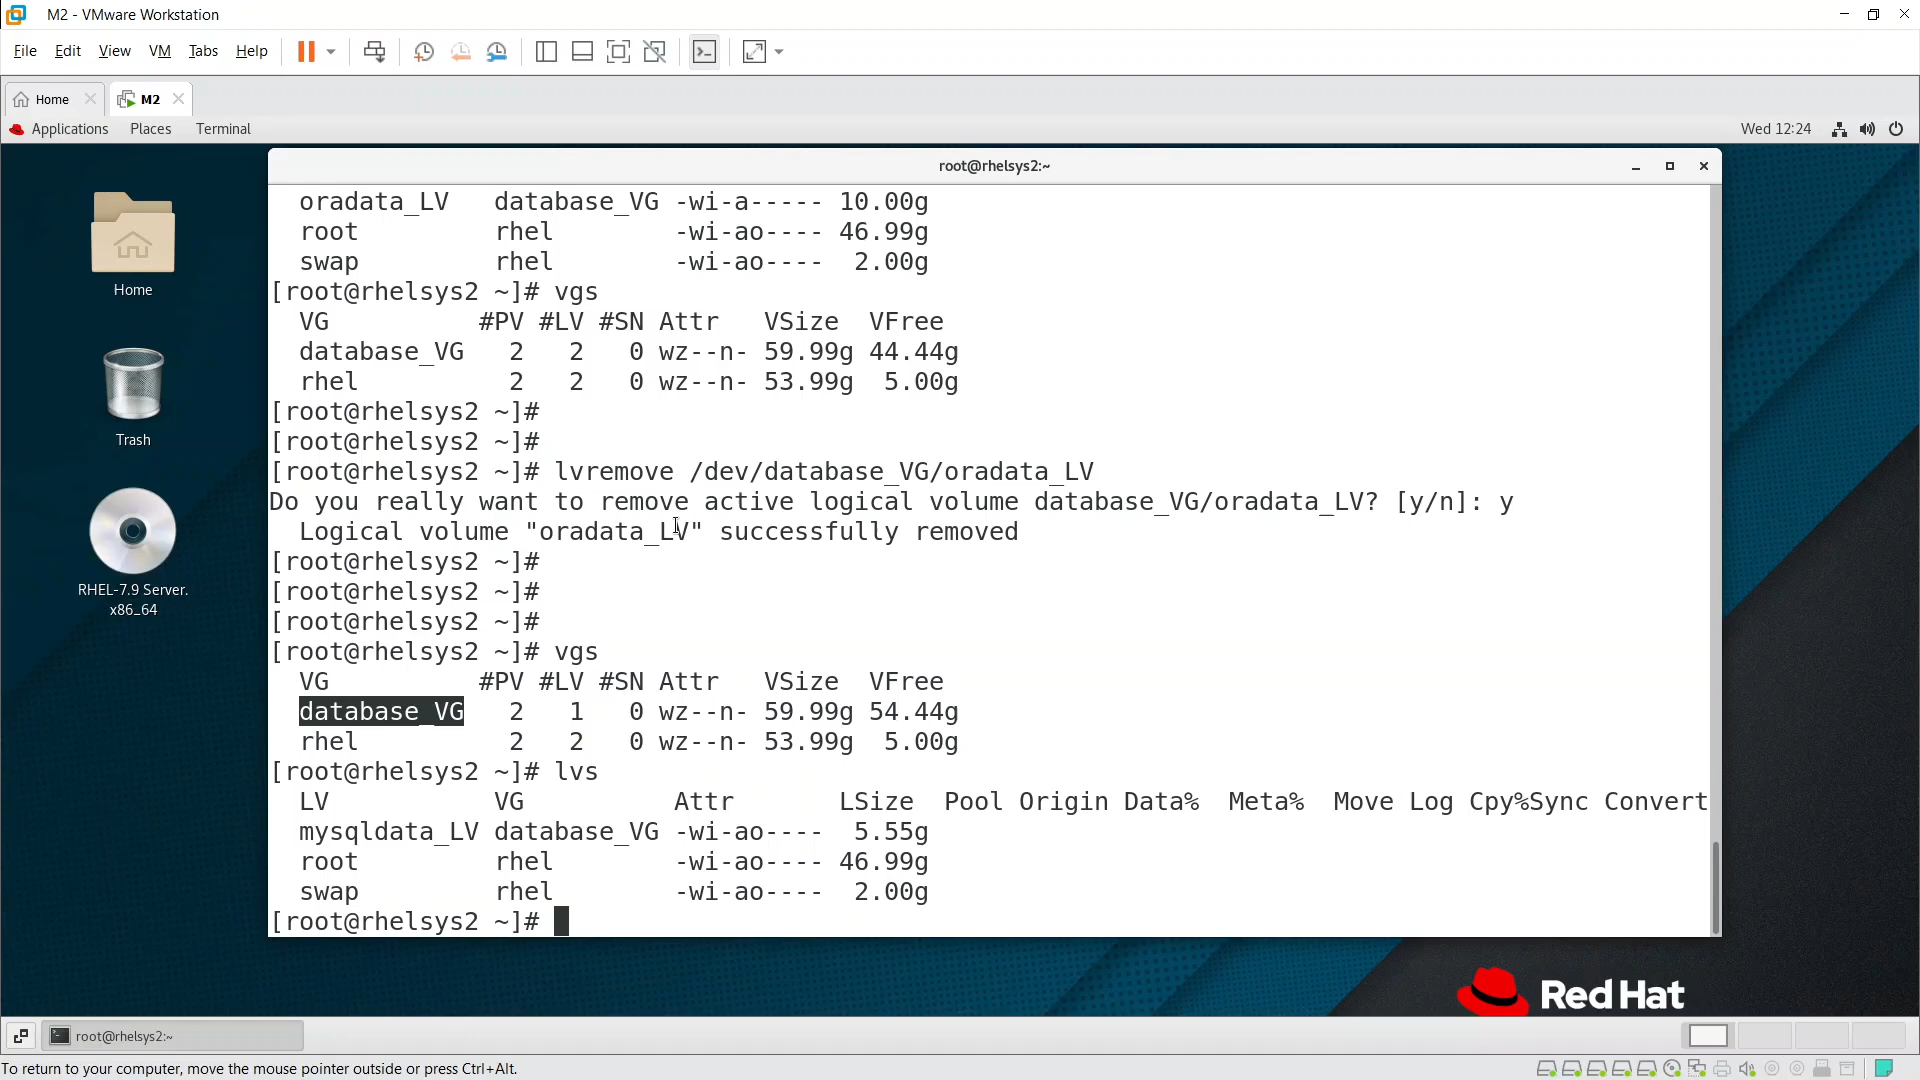 M2 - VMware Workstation
File Edit View VM Tabs Help
Home M2
Applications Places Terminal Wed 12:24
root@rhelsys2:~
oradata_LV database_VG -wi-a----- 10.00g
root rhel -wi-ao---- 46.99g
swap rhel -wi-ao---- 2.00g
[root@rhelsys2 ~]# vgs
VG #PV #LV #SN Attr VSize VFree
database_VG 2 2 0 wz--n- 59.99g 44.44g
rhel 2 2 0 wz--n- 53.99g 5.00g
[root@rhelsys2 ~]#
[root@rhelsys2 ~]#
[root@rhelsys2 ~]# lvremove /dev/database_VG/oradata_LV
Do you really want to remove active logical volume database_VG/oradata_LV? [y/n]: y
Logical volume "oradata_LV" successfully removed
[root@rhelsys2 ~]#
[root@rhelsys2 ~]#
[root@rhelsys2 ~]#
[root@rhelsys2 ~]# vgs
VG #PV #LV #SN Attr VSize VFree
database_VG 2 1 0 wz--n- 59.99g 54.44g
rhel 2 2 0 wz--n- 53.99g 5.00g
[root@rhelsys2 ~]# lvs
LV VG Attr LSize Pool Origin Data% Meta% Move Log Cpy%Sync Convert
mysqldata_LV database_VG -wi-ao---- 5.55g
root rhel -wi-ao---- 46.99g
swap rhel -wi-ao---- 2.00g
[root@rhelsys2 ~]#
Home
Trash
RHEL-7.9 Server.
x86_64
Red Hat
root@rhelsys2:~
To return to your computer, move the mouse pointer outside or press Ctrl+Alt.